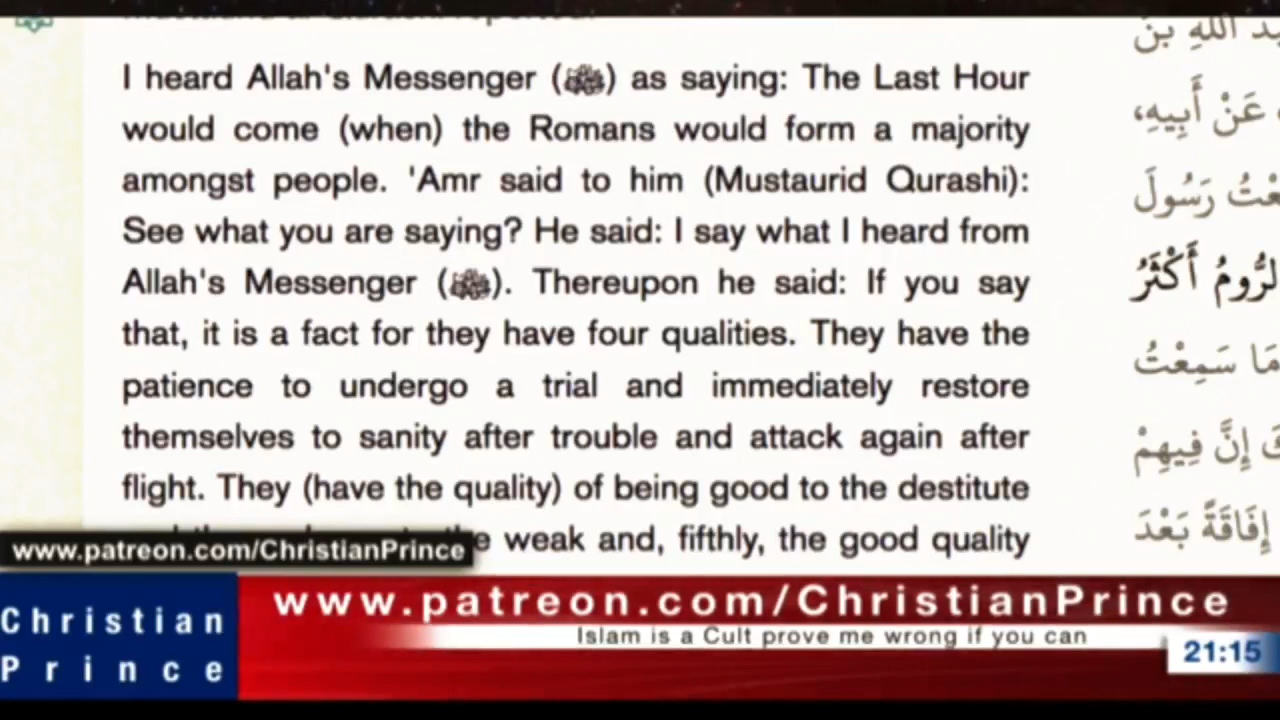 I heard Allah's Messenger (ﷺ) as saying: The Last Hour
would come (when) the Romans would form a majority
amongst people. 'Amr said to him (Mustaurid Qurashi):
See what you are saying? He said: I say what I heard from
Allah's Messenger (ﷺ). Thereupon he said: If you say
that, it is a fact for they have four qualities. They have the
patience to undergo a trial and immediately restore
themselves to sanity after trouble and attack again after
flight. They (have the quality) of being good to the destitute
weak and, fifthly, the good quality
اللَّهِ بْنَ
عَنْ أَبِيهِ،
رَسُولَ
الرُّومُ أَكْثَرُ
مَا سَمِعْتُ
إِنَّ فِيهِمْ
إِفَاقَةً بَعْدَ
www.patreon.com/ChristianPrince
Christian
Prince
www.patreon.com/ChristianPrince
Islam is a Cult prove me wrong if you can
21:15